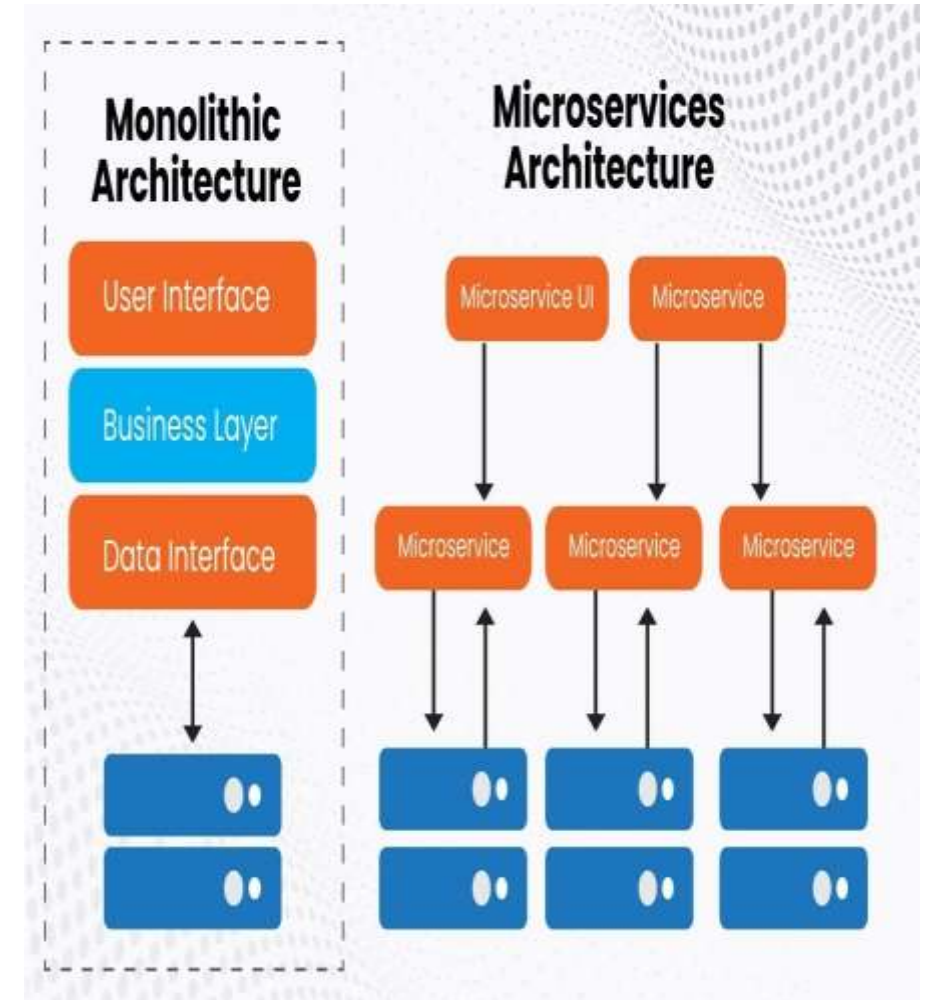 Monolithic
Architecture
User Interface
Business Layer
Data Interface
Microservices
Architecture
Microservice UI
Microservice
Microservice
Microservice
Microservice